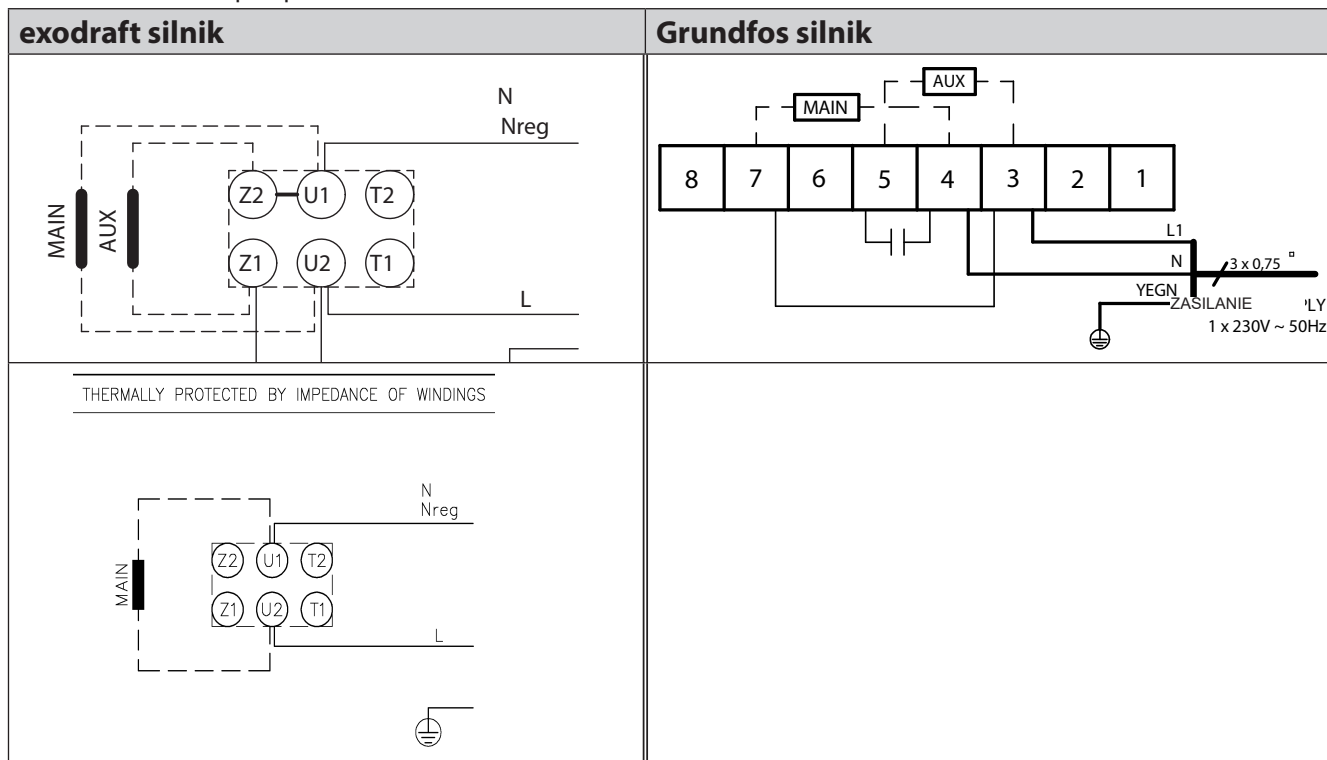 exodraft silnik
Grundfos silnik
N
Nreg
MAIN
AUX
Z2
U1
T2
Z1
U2
T1
L
AUX
MAIN
8 7 6 5 4 3 2 1
L1
N
3 x 0,75
YEGN
ZASILANIE
'LY
1 x 230V ~ 50Hz
THERMALLY PROTECTED BY IMPEDANCE OF WINDINGS
N
Nreg
MAIN
Z2
U1
T2
Z1
U2
T1
L